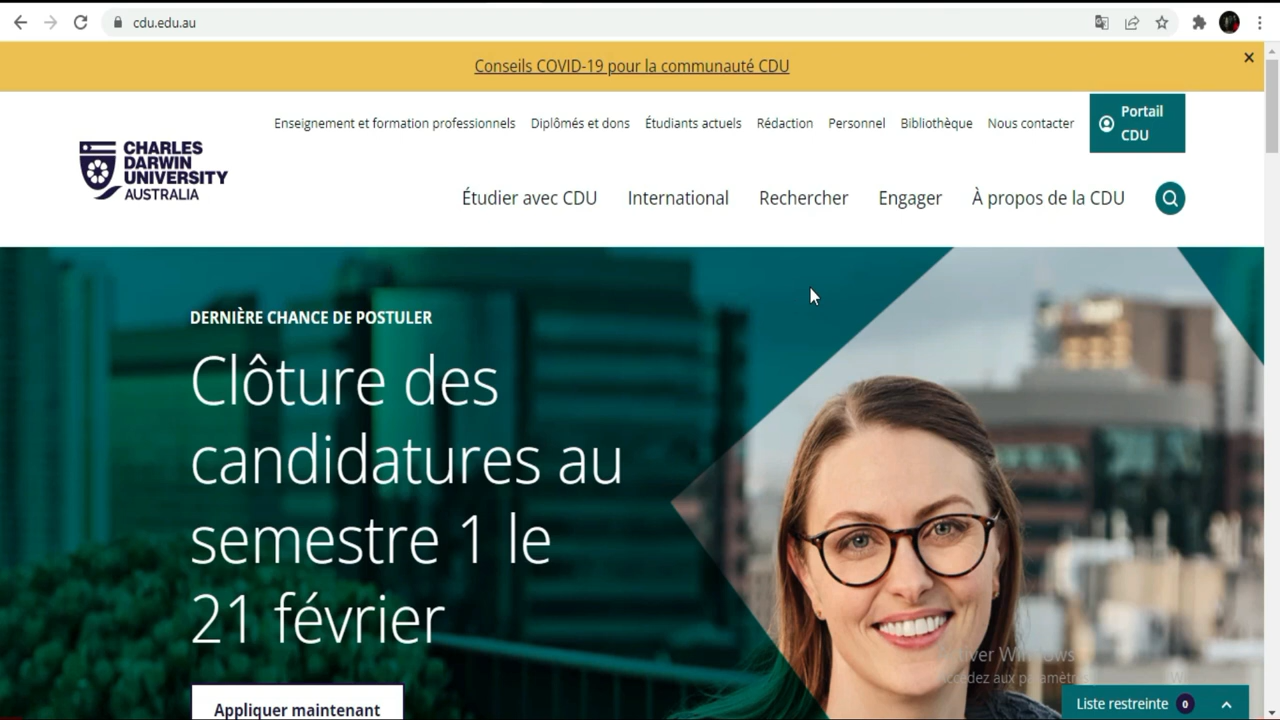 cdu.edu.au
Conseils COVID-19 pour la communauté CDU
Enseignement et formation professionnels Diplômés et dons Étudiants actuels Rédaction Personnel Bibliothèque Nous contacter
Portail
CDU
CHARLES
DARWIN
UNIVERSITY
AUSTRALIA
Étudier avec CDU International Rechercher Engager À propos de la CDU
DERNIÈRE CHANCE DE POSTULER
Clôture des
candidatures au
semestre 1 le
21 février
Appliquer maintenant
Liste restreinte 0